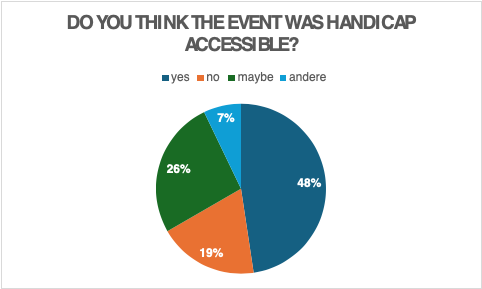 DO YOU THINK THE EVENT WAS HANDICAP
ACCESSIBLE?
yes no maybe andere
7%
48%
26%
19%